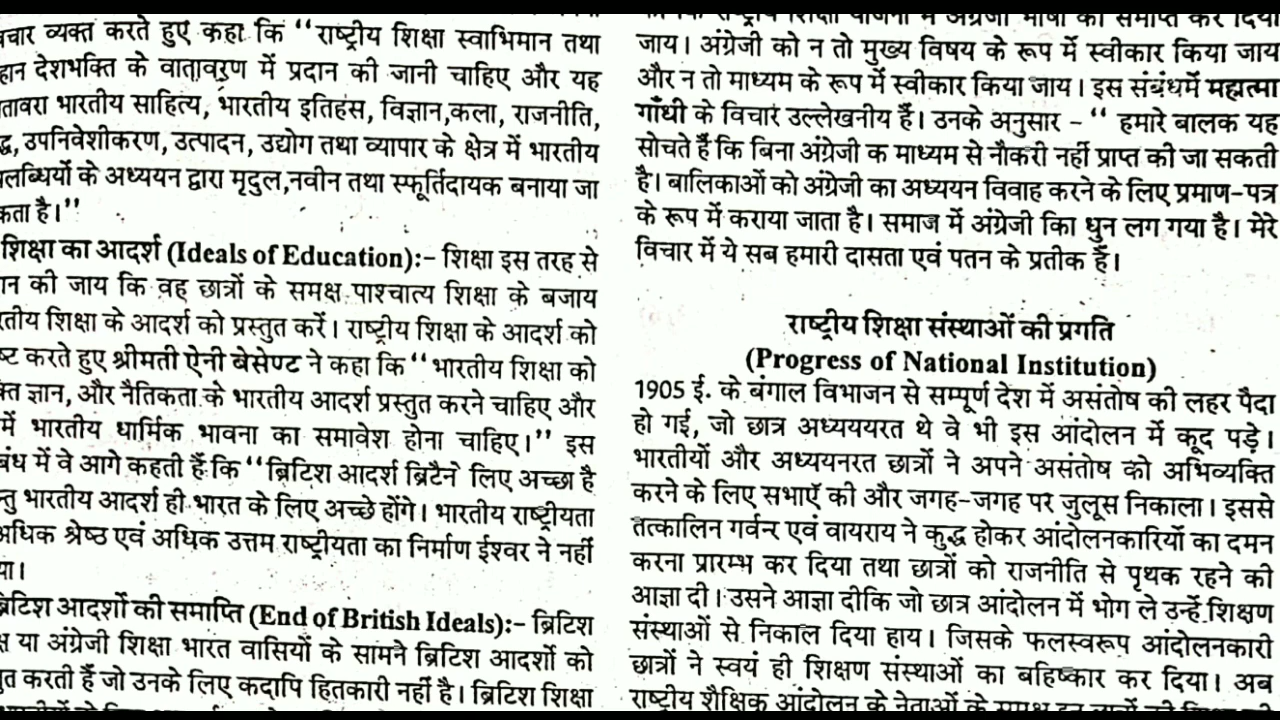 व्यक्त करते हुए कहा कि “राष्ट्रीय शिक्षा स्वाभिमान तथा
देशभक्ति के वातावरण में प्रदान की जानी चाहिए और यह
भारतीय साहित्य, भारतीय इतिहंस, विज्ञान,कला, राजनीति,
उपनिवेशीकरण, उत्पादन, उद्योग तथा व्यापार के क्षेत्र में भारतीय
के अध्ययन द्वारा मृदुल,नवीन तथा स्फूर्तिदायक बनाया जा
है।”
शिक्षा का आदर्श (Ideals of Education):- शिक्षा इस तरह से
की जाय कि वह छात्रों के समक्ष पाश्चात्य शिक्षा के बजाय
शिक्षा के आदर्श को प्रस्तुत करें। राष्ट्रीय शिक्षा के आदर्श को
करते हुए श्रीमती ऐनी बेसेण्ट ने कहा कि “भारतीय शिक्षा को
ज्ञान, और नैतिकता के भारतीय आदर्श प्रस्तुत करने चाहिए और
में भारतीय धार्मिक भावना का समावेश होना चाहिए।” इस
में वे आगे कहती हैं कि “ब्रिटिश आदर्श ब्रिटैने लिए अच्छा है
भारतीय आदर्श ही भारत के लिए अच्छे होंगे। भारतीय राष्ट्रीयता
अधिक श्रेष्ठ एवं अधिक उत्तम राष्ट्रीयता का निर्माण ईश्वर ने नहीं
या।
ब्रिटिश आदर्शो की समाप्ति (End of British Ideals):- ब्रिटिश
या अंग्रेजी शिक्षा भारत वासियों के सामने ब्रिटिश आदर्शो को
करती हैं जो उनके लिए कदापि हितकारी नहीं है। ब्रिटिश शिक्षा
राष्ट्रीय शिक्षा योजना में अंग्रेजी भाषा को समाप्त कर दिया
जाय। अंग्रेजी को न तो मुख्य विषय के रूप में स्वीकार किया जाय
और न तो माध्यम के रूप में स्वीकार किया जाय। इस संबंधमें महात्मा
गाँधी के विचार उल्लेखनीय हैं। उनके अनुसार - “ हमारे बालक यह
सोचते हैं कि बिना अंग्रेजी क माध्यम से नौकरी नहीं प्राप्त की जा सकती
है। बालिकाओं को अंग्रेजी का अध्ययन विवाह करने के लिए प्रमाण-पत्र
के रूप में कराया जाता है। समाज में अंग्रेजी किा धुन लग गया है। मेरे
विचार में ये सब हमारी दासता एवं पतन के प्रतीक हैं।
राष्ट्रीय शिक्षा संस्थाओं की प्रगति
(Progress of National Institution)
1905 ई. के बंगाल विभाजन से सम्पूर्ण देश में असंतोष की लहर पैदा
हो गई, जो छात्र अध्यययरत थे वे भी इस आंदोलन में कूद पड़े।
भारतीयों और अध्ययनरत छात्रों ने अपने असंतोष को अभिव्यक्ति
करने के लिए सभाएँ की और जगह-जगह पर जुलूस निकाला। इससे
तत्कालिन गर्वन्र एवं वायराय ने कुद्ध होकर आंदोलनकारियों का दमन
करना प्रारम्भ कर दिया तथा छात्रों को राजनीति से पृथक रहने की
आज्ञा दी। उसने आज्ञा दीकि जो छात्र आंदोलन में भोग ले उन्हें शिक्षण
संस्थाओं से निकाल दिया हाय। जिसके फलस्वरूप आंदोलनकारी
छात्रों ने स्वयं ही शिक्षण संस्थाओं का बहिष्कार कर दिया। अब
राष्ट्रीय शैक्षिक आंदोलन के नेताओं के समक्ष इन